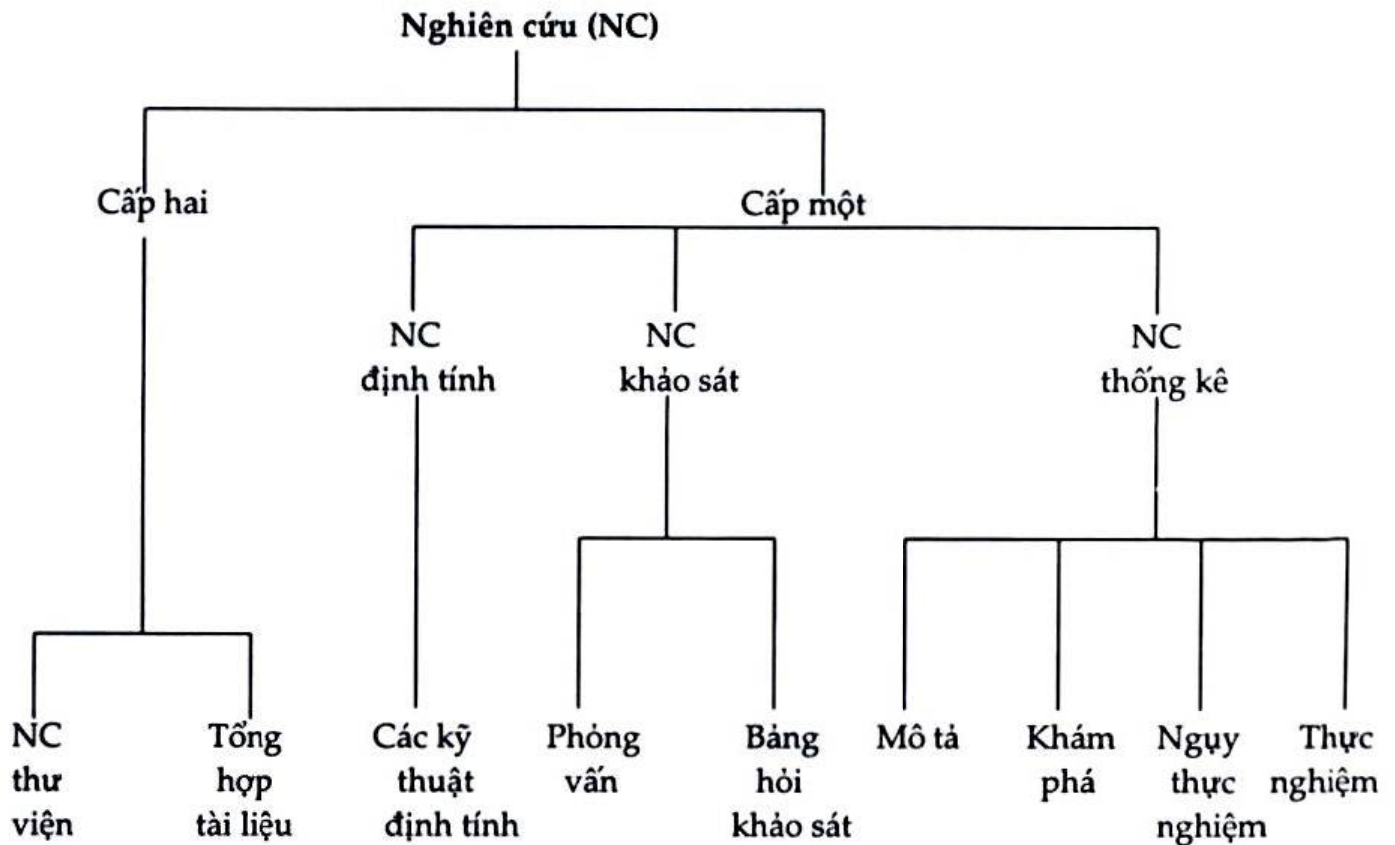 Nghiên cứu (NC)
Cấp hai
Cấp một
NC
định tính
NC
khảo sát
NC
thống kê
NC
thư
viện
Tổng
hợp
tài liệu
Các kỹ
thuật
định tính
Phỏng
vấn
Bảng
hỏi
khảo sát
Mô tả
Khám
phá
Ngụy
thực
nghiệm
Thực
nghiệm